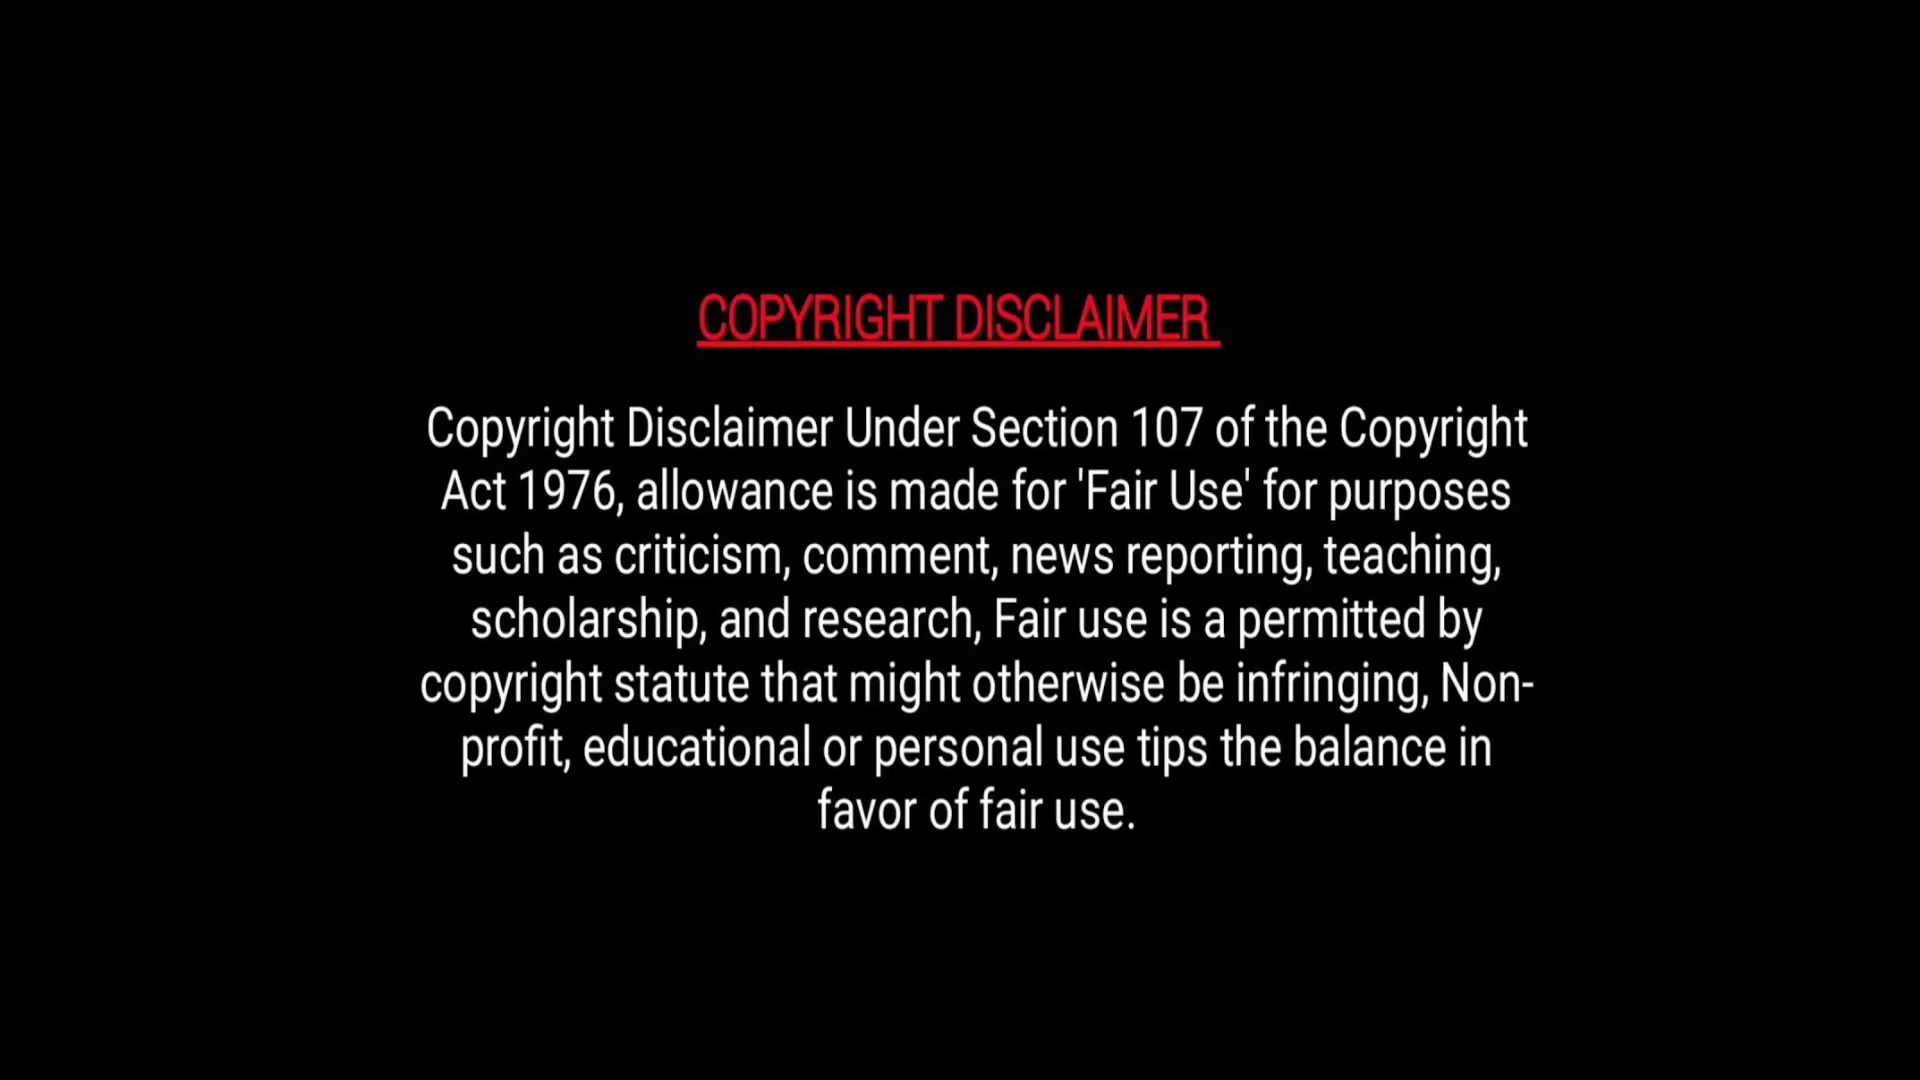 COPYRIGHT DISCLAIMER
Copyright Disclaimer Under Section 107 of the Copyright
Act 1976, allowance is made for 'Fair Use' for purposes
such as criticism, comment, news reporting, teaching,
scholarship, and research, Fair use is a permitted by
copyright statute that might otherwise be infringing, Non-
profit, educational or personal use tips the balance in
favor of fair use.